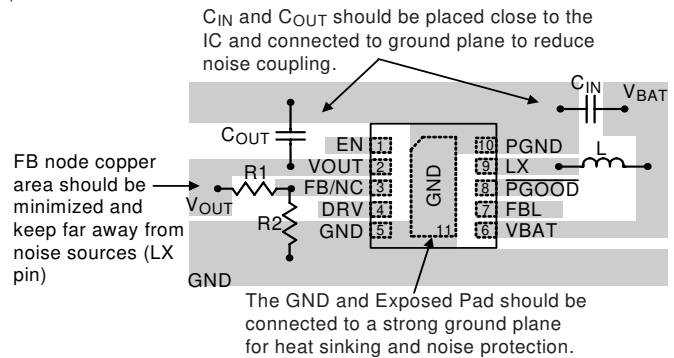 CIN and COUT should be placed close to the
IC and connected to ground plane to reduce
noise coupling.
CIN
VBAT
COUT
EN 1
10 PGND
L
VOUT 2
9 LX
FB node copper
area should be
minimized and
keep far away from
noise sources (LX
pin)
R1
FB/NC 3
GND
8 PGOOD
VOUT
R2
DRV 4
7 FBL
GND 5
11
6 VBAT
GND
The GND and Exposed Pad should be
connected to a strong ground plane
for heat sinking and noise protection.